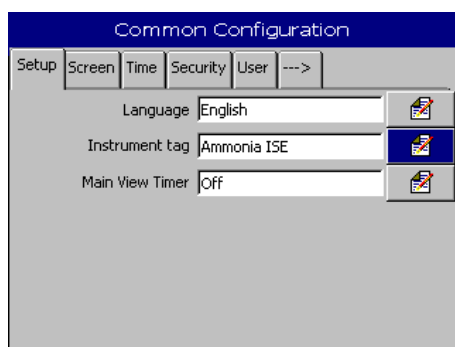 Common Configuration
Setup Screen Time Security User --->
Language English
Instrument tag Ammonia ISE
Main View Timer Off